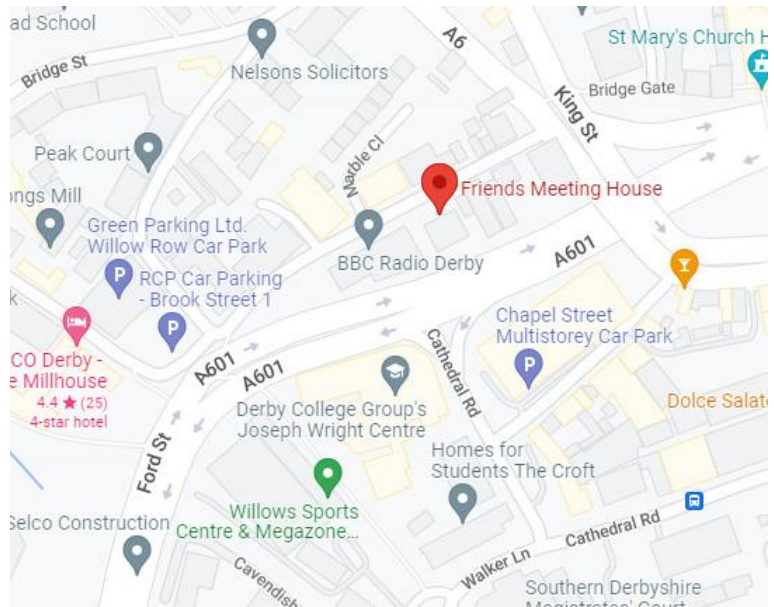 ad School
Bridge St
Nelsons Solicitors
A6
St Mary's Church H
King St
Bridge Gate
Peak Court
Marble Cl
Friends Meeting House
ongs Mill
Green Parking Ltd.
Willow Row Car Park
P
BBC Radio Derby
RCP Car Parking
- Brook Street 1
P
A601
k
CO Derby -
e Millhouse
4.4 ★ (25)
4-star hotel
A601
A601
Cathedral Rd
Chapel Street
Multistorey Car Park
P
Derby College Group's
Joseph Wright Centre
Dolce Salat
Ford St
Homes for
Students The Croft
Willows Sports
Centre & Megazone...
Selco Construction
Cathedral Rd
Walker Ln
Cavendish
Southern Derbyshire
Magistrates' Court